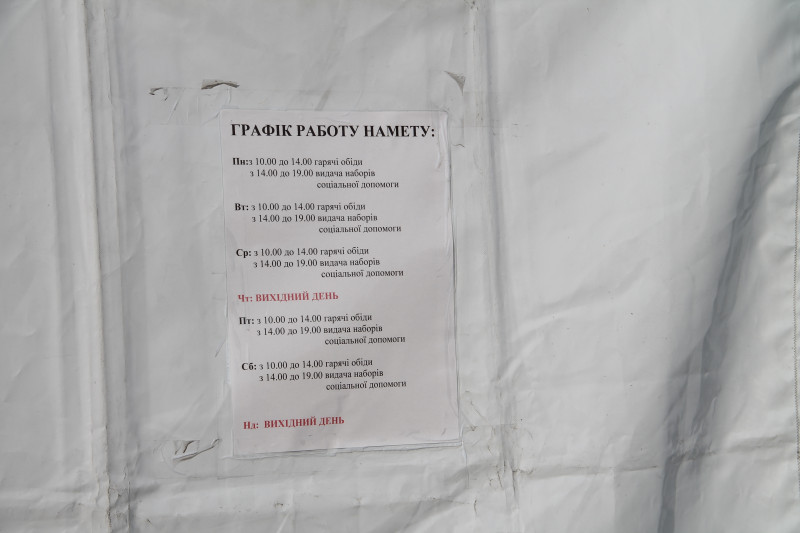 ГРАФІК РАБОТУ НАМЕТУ:
Пн:з 10.00 до 14.00 гарячі обіди
з 14.00 до 19.00 видача наборів
соціальної допомоги
Вт: з 10.00 до 14.00 гарячі обіди
з 14.00 до 19.00 видача наборів
соціальної допомоги
Ср: з 10.00 до 14.00 гарячі обіди
з 14.00 до 19.00 видача наборів
соціальної допомоги
Чт: ВИХІДНИЙ ДЕНЬ
Пт: з 10.00 до 14.00 гарячі обіди
з 14.00 до 19.00 видача наборів
соціальної допомоги
Сб: з 10.00 до 14.00 гарячі обіди
з 14.00 до 19.00 видача наборів
соціальної допомоги
Нд: ВИХІДНИЙ ДЕНЬ